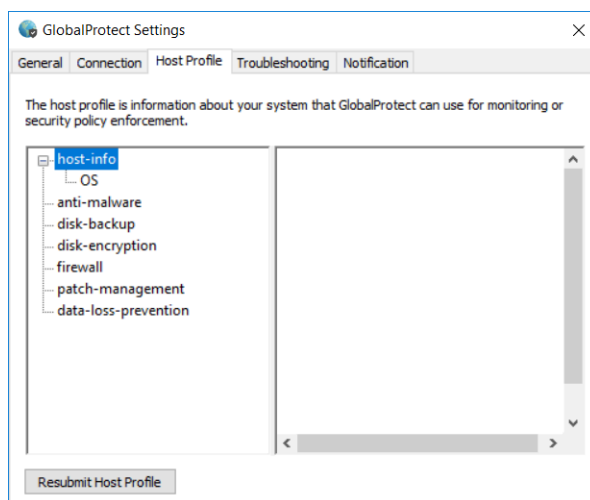 GlobalProtect Settings
General Connection Host Profile Troubleshooting Notification
The host profile is information about your system that GlobalProtect can use for monitoring or
security policy enforcement.
host-info
OS
anti-malware
disk-backup
disk-encryption
firewall
patch-management
data-loss-prevention
Resubmit Host Profile